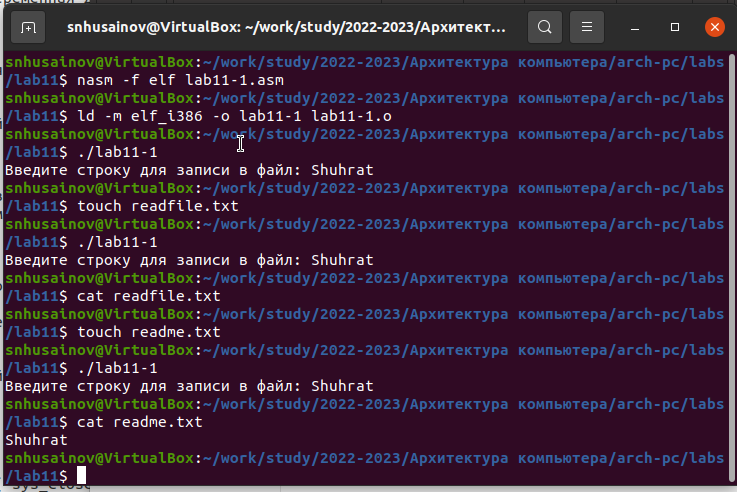 snhusainov@VirtualBox: ~/work/study/2022-2023/Архитект...
snhusainov@VirtualBox:~/work/study/2022-2023/Архитектура компьютера/arch-pc/labs
/lab11$ nasm -f elf lab11-1.asm
snhusainov@VirtualBox:~/work/study/2022-2023/Архитектура компьютера/arch-pc/labs
/lab11$ ld -m elf_i386 -o lab11-1 lab11-1.o
snhusainov@VirtualBox:~/work/study/2022-2023/Архитектура компьютера/arch-pc/labs
/lab11$ ./lab11-1
Введите строку для записи в файл: Shuhrat
snhusainov@VirtualBox:~/work/study/2022-2023/Архитектура компьютера/arch-pc/labs
/lab11$ touch readfile.txt
snhusainov@VirtualBox:~/work/study/2022-2023/Архитектура компьютера/arch-pc/labs
/lab11$ ./lab11-1
Введите строку для записи в файл: Shuhrat
snhusainov@VirtualBox:~/work/study/2022-2023/Архитектура компьютера/arch-pc/labs
/lab11$ cat readfile.txt
snhusainov@VirtualBox:~/work/study/2022-2023/Архитектура компьютера/arch-pc/labs
/lab11$ touch readme.txt
snhusainov@VirtualBox:~/work/study/2022-2023/Архитектура компьютера/arch-pc/labs
/lab11$ ./lab11-1
Введите строку для записи в файл: Shuhrat
snhusainov@VirtualBox:~/work/study/2022-2023/Архитектура компьютера/arch-pc/labs
/lab11$ cat readme.txt
Shuhrat
snhusainov@VirtualBox:~/work/study/2022-2023/Архитектура компьютера/arch-pc/labs
/lab11$